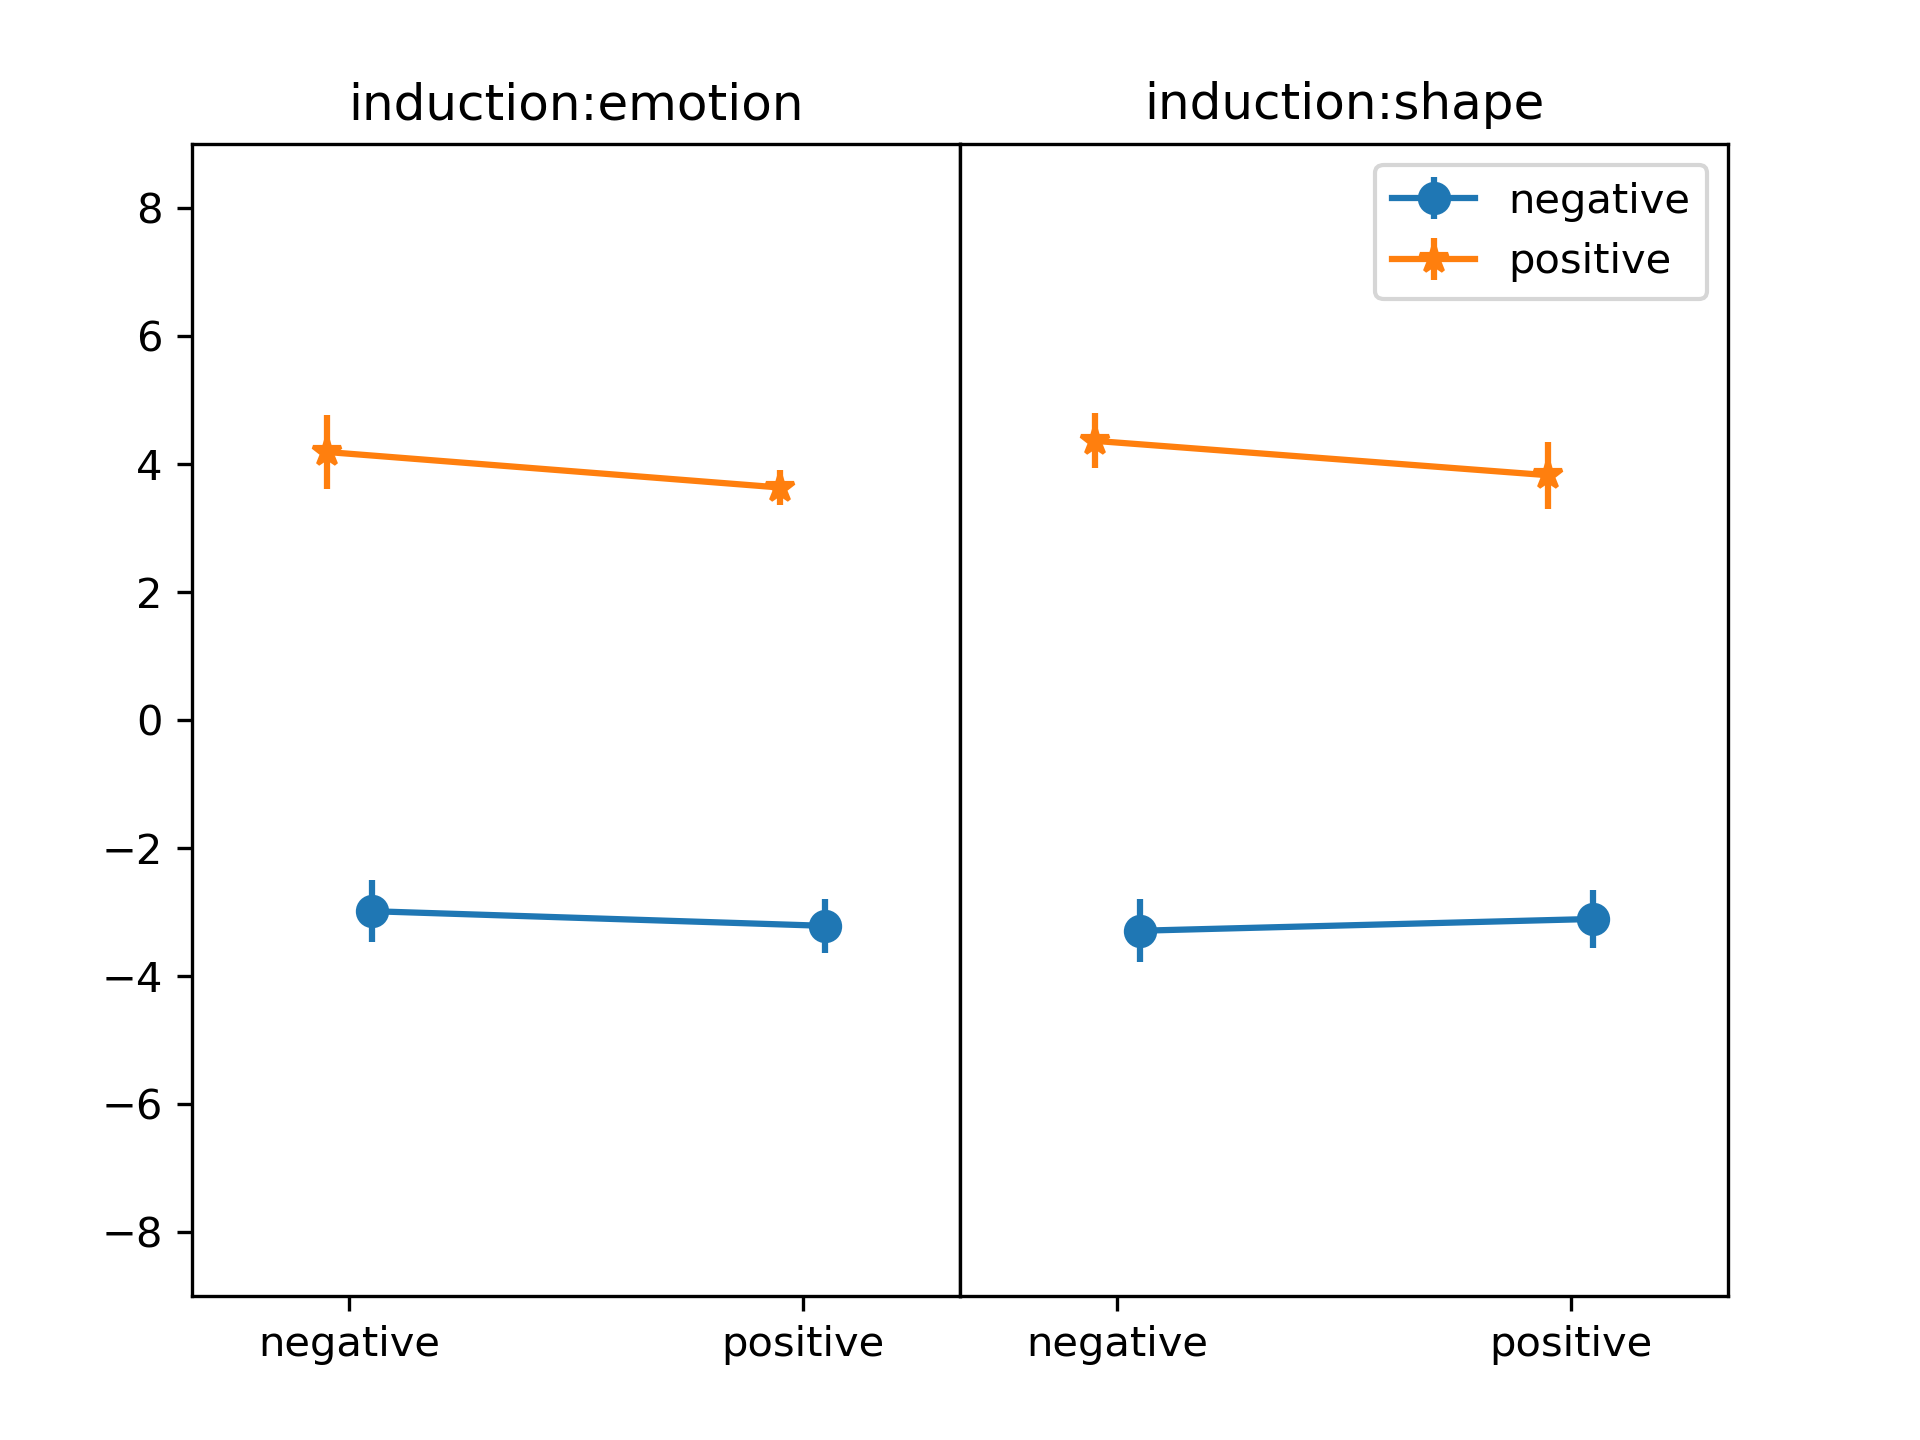 induction:emotion
induction:shape
negative
positive
8
6
4
2
0
−2
−4
−6
−8
negative
positive
negative
positive